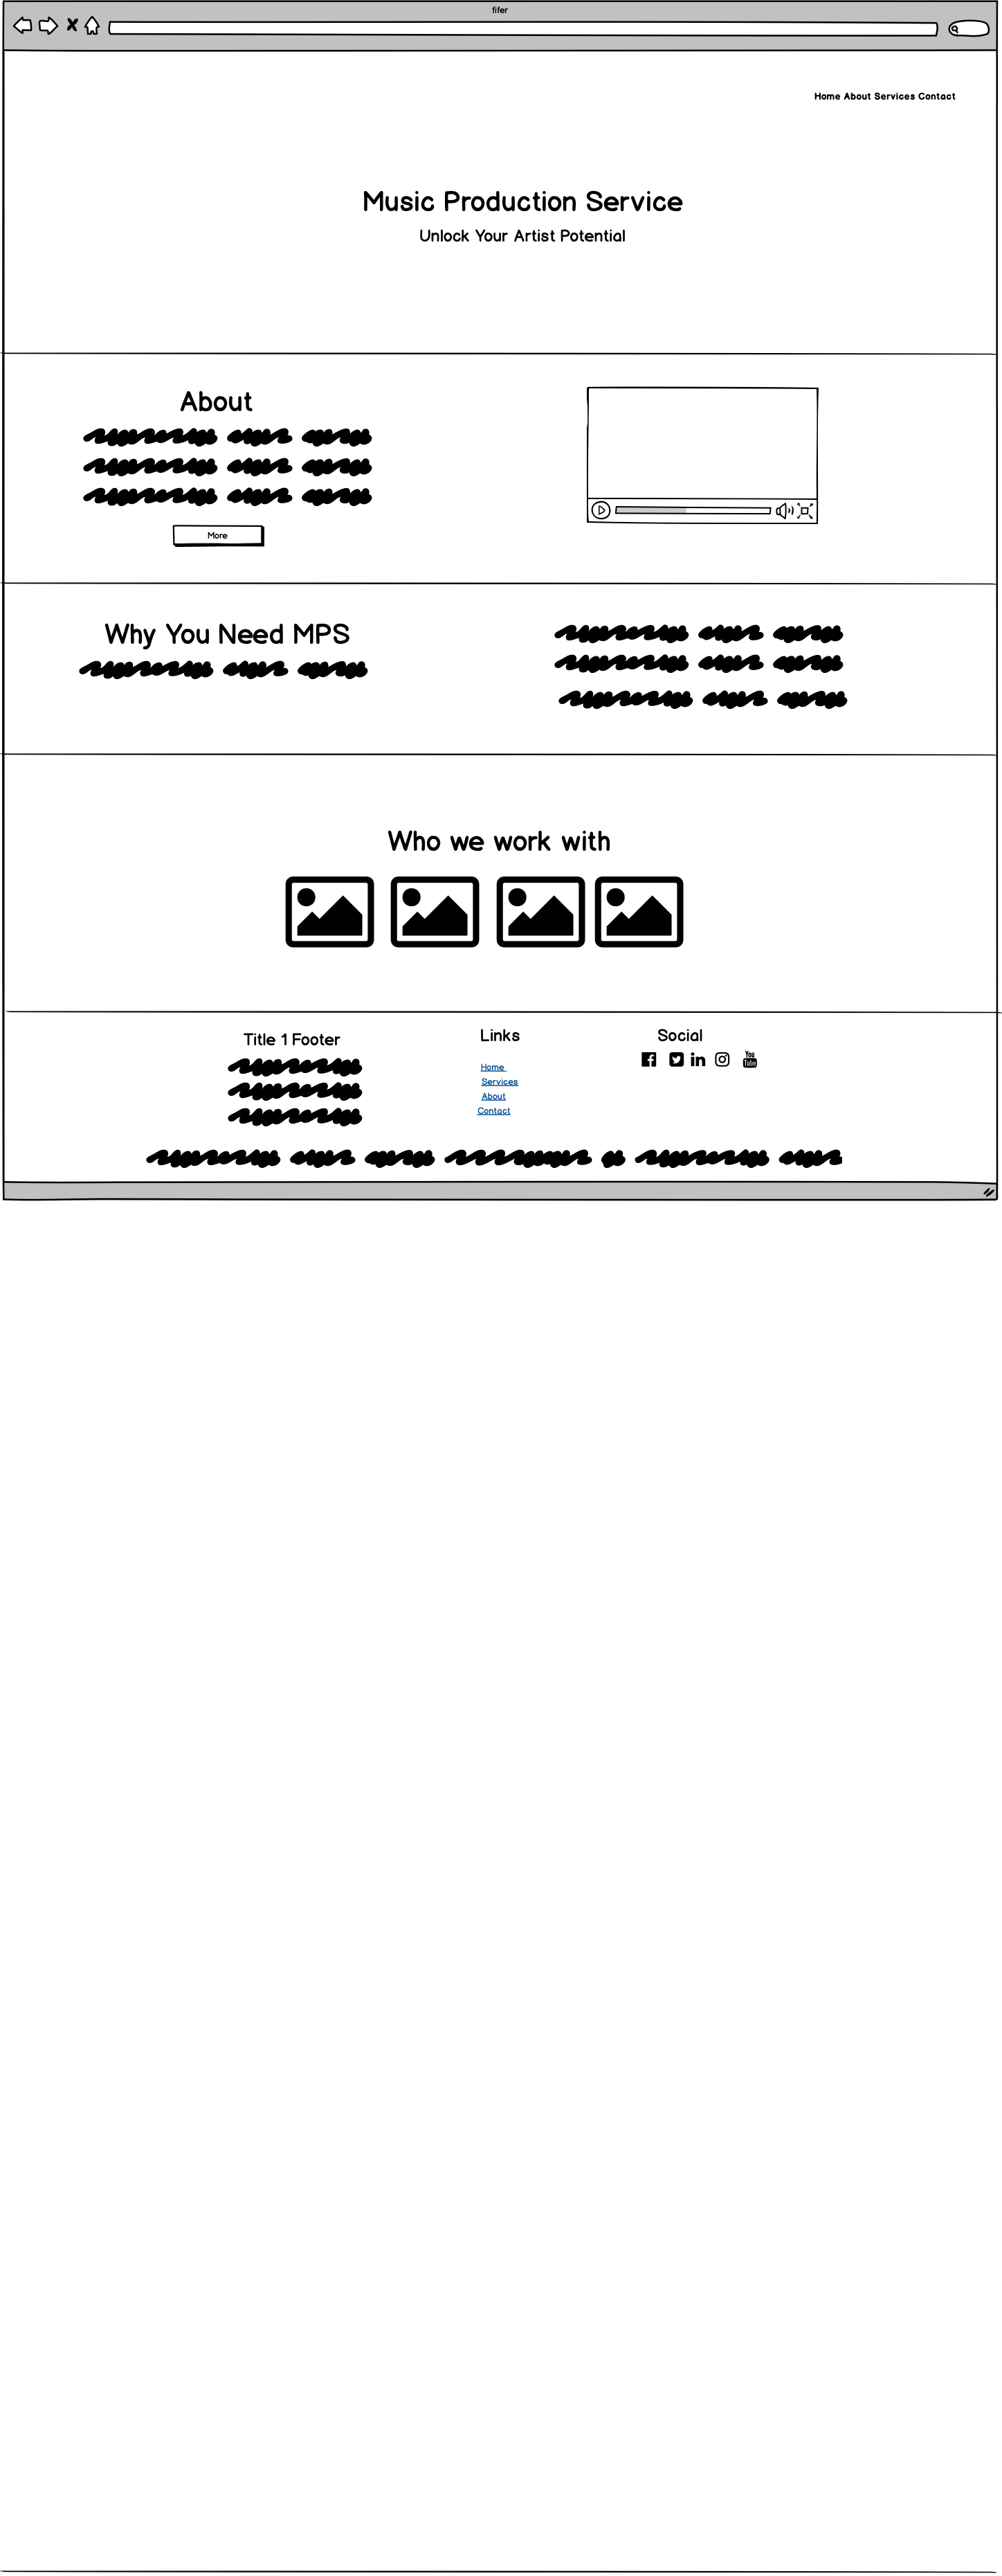 fifer
Home About Services Contact
Music Production Service
Unlock Your Artist Potential
About
More
Why You Need MPS
Who we work with
Title 1 Footer
Links
Social
You
Tube
Home
Services
About
Contact